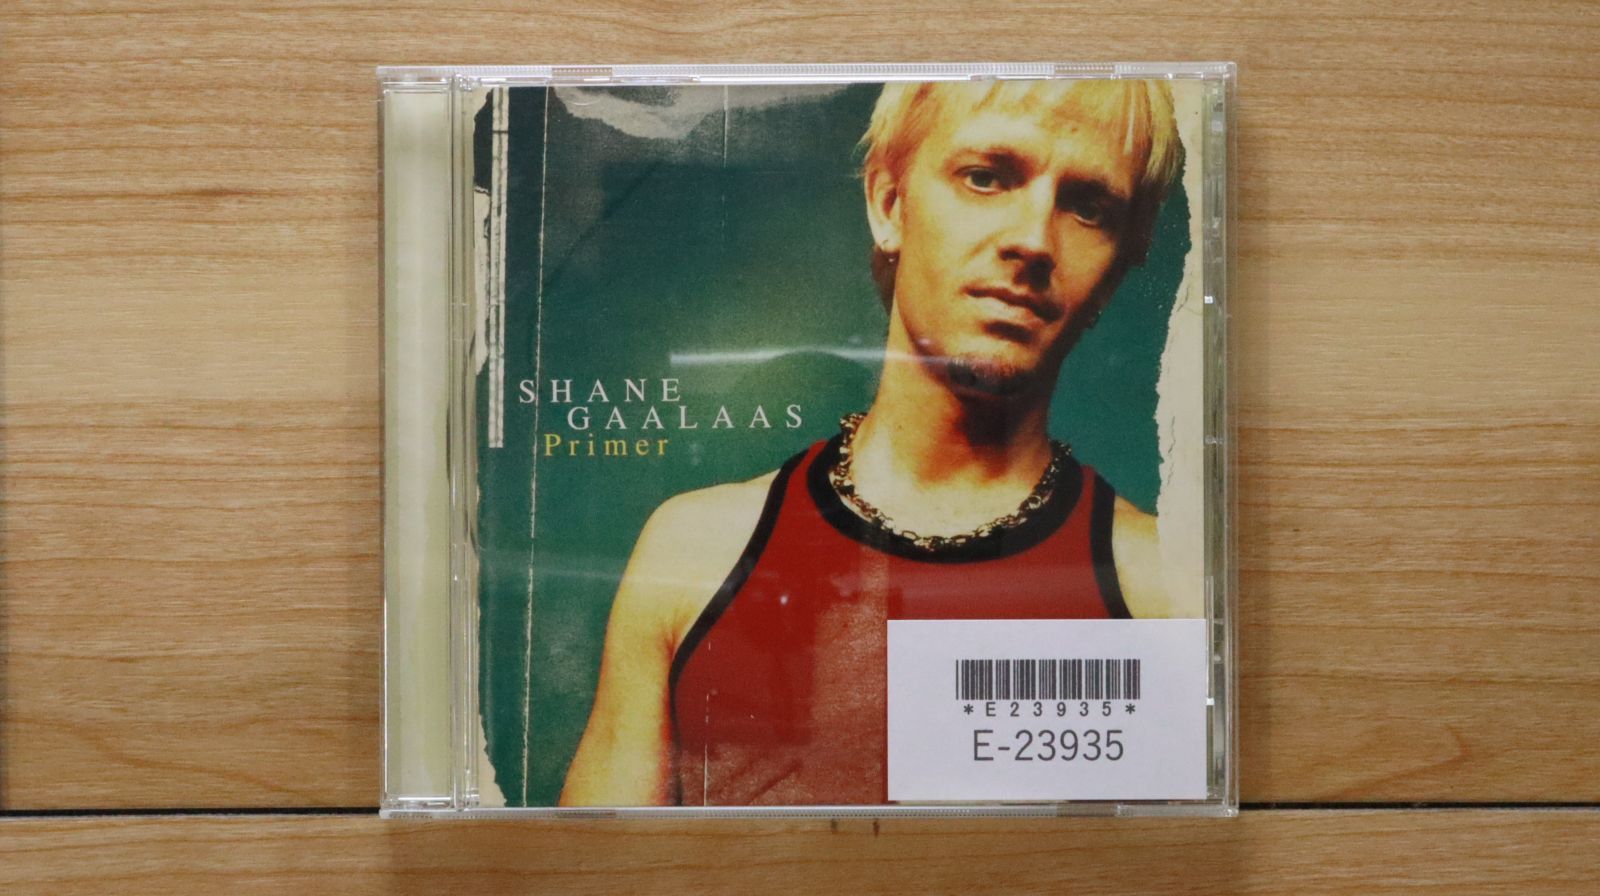 SHANE
GAALAAS
Primer
*E23935*
E-23935